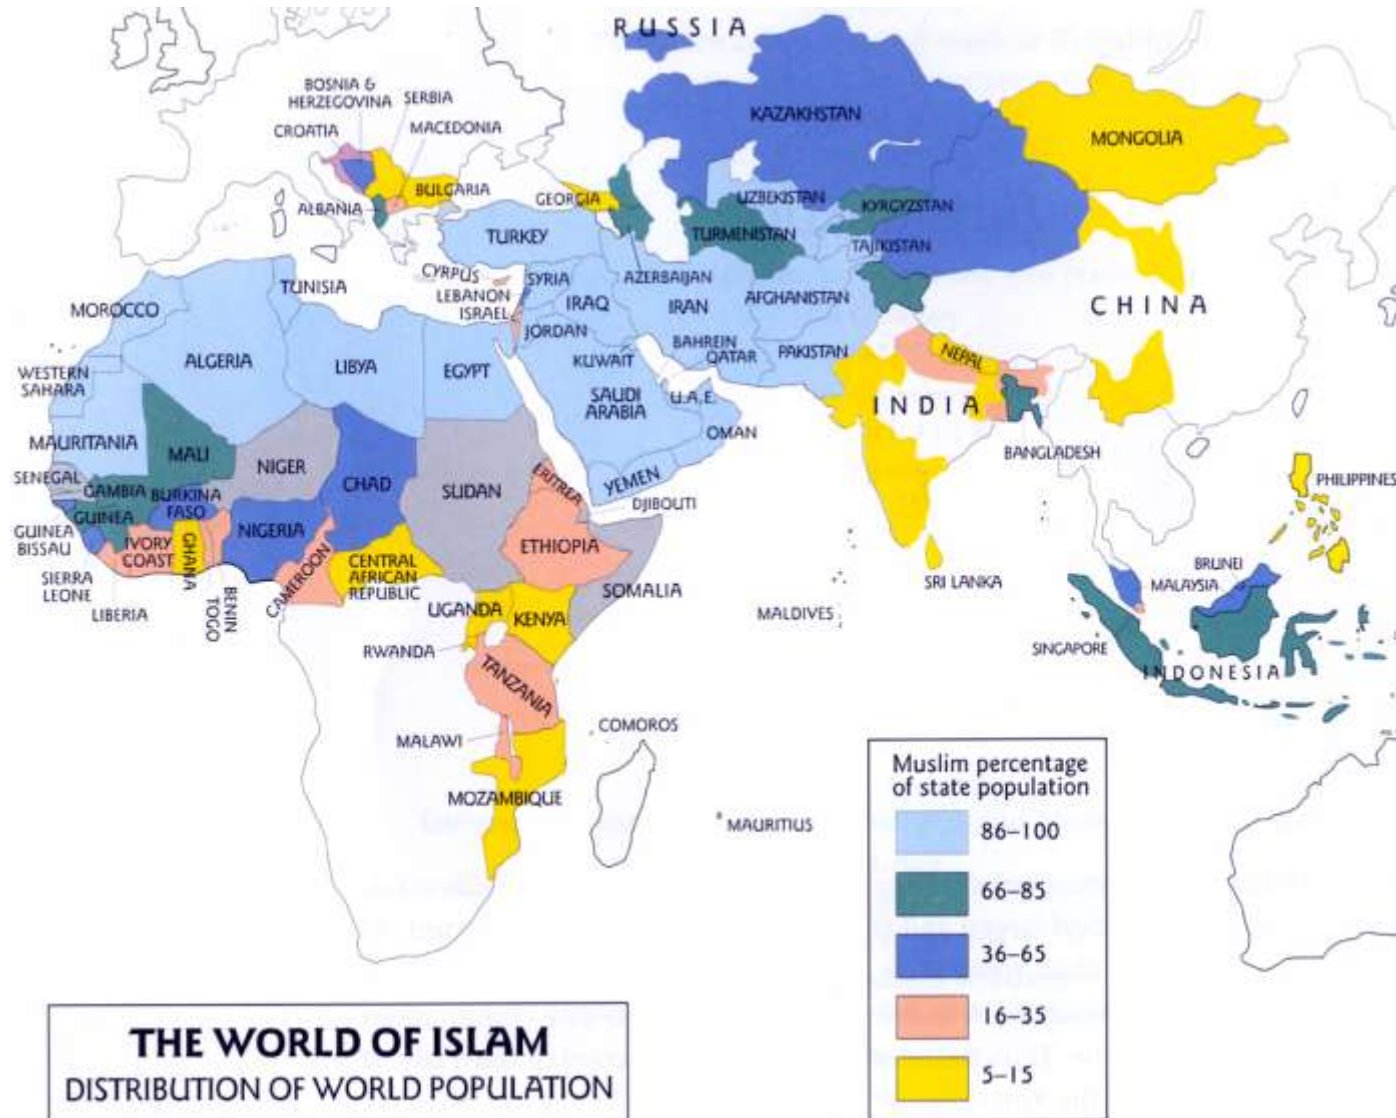 RUSSIA
BOSNIA &
HERZEGOVINA
SERBIA
CROATIA
MACEDONIA
KAZAKHSTAN
MONGOLIA
BULGARIA
GEORGIA
ALBANIA
UZBEKISTAN
KYRGYZSTAN
TURKEY
TURMENISTAN
TAJIKISTAN
CYRPUS
SYRIA
AZERBAIJAN
TUNISIA
LEBANON
ISRAEL
IRAQ
IRAN
AFGHANISTAN
CHINA
MOROCCO
JORDAN
BAHREIN
KUWAIT
QATAR
PAKISTAN
NEPAL
ALGERIA
LIBYA
EGYPT
WESTERN
SAHARA
SAUDI
ARABIA
U.A.E.
INDIA
OMAN
MAURITANIA
MALI
NIGER
CHAD
SUDAN
YEMEN
BANGLADESH
SENEGAL
GAMBIA
BURKINA
FASO
ERITREA
DJIBOUTI
PHILIPPINES
GUINEA
GUINEA
BISSAU
IVORY
COAST
GHANA
NIGERIA
ETHIOPIA
SIERRA
LEONE
LIBERIA
TOGO
BENIN
CAMEROON
CENTRAL
AFRICAN
REPUBLIC
SOMALIA
SRI LANKA
BRUNEI
MALAYSIA
UGANDA
KENYA
MALDIVES
RWANDA
SINGAPORE
INDONESIA
TANZANIA
MALAWI
COMOROS
MOZAMBIQUE
MAURITIUS
Muslim percentage
of state population
86–100
66–85
36–65
16–35
5–15
THE WORLD OF ISLAM
DISTRIBUTION OF WORLD POPULATION